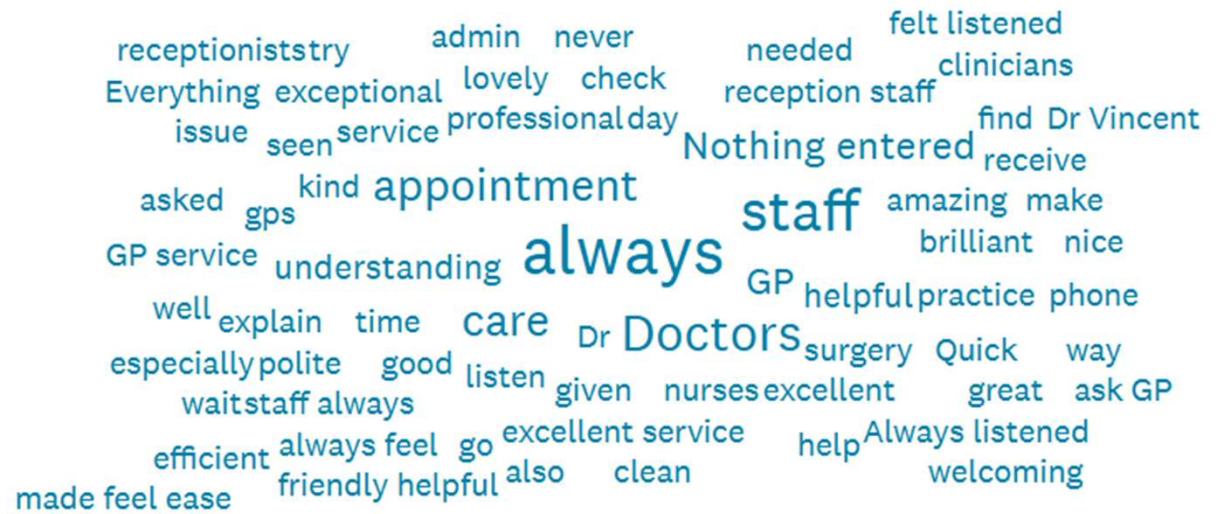 felt listened
receptionists try admin never needed clinicians
Everything exceptional lovely check reception staff
issue seen service professional day Nothing entered find Dr Vincent
asked gps kind appointment staff receive amazing make
GP service understanding always brilliant nice
well explain time care Dr Doctors GP helpful practice phone
especially polite good listen surgery Quick way
wait staff always given nurses excellent great ask GP
efficient always feel go excellent service help Always listened
made feel ease friendly helpful also clean welcoming